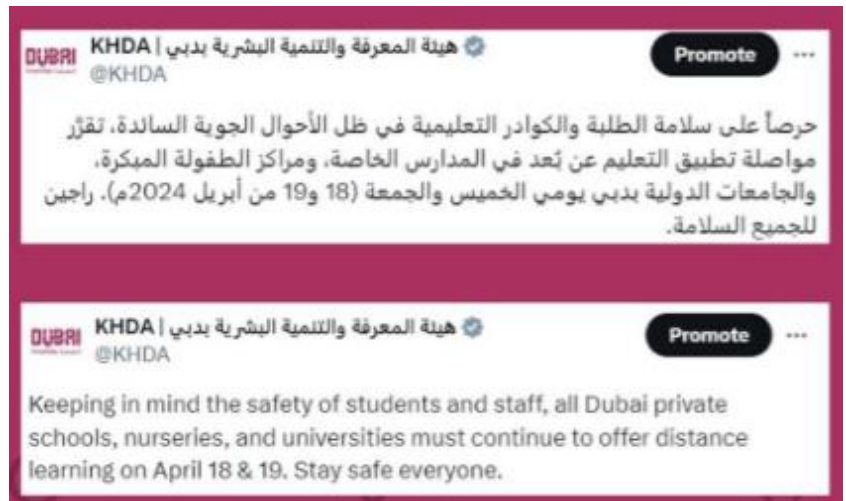 DUBAI
KHDA | هيئة المعرفة والتنمية البشرية بدبي
@KHDA
Promote
حرصاً على سلامة الطلبة والكوادر التعليمية في ظل الأحوال الجوية السائدة، تقرَّر
مواصلة تطبيق التعليم عن بُعد في المدارس الخاصة، ومراكز الطفولة المبكرة،
والجامعات الدولية بدبي يومي الخميس والجمعة (18 و19 من أبريل 2024م). راجين
للجميع السلامة.
DUBAI
KHDA | هيئة المعرفة والتنمية البشرية بدبي
@KHDA
Promote
Keeping in mind the safety of students and staff, all Dubai private
schools, nurseries, and universities must continue to offer distance
learning on April 18 & 19. Stay safe everyone.